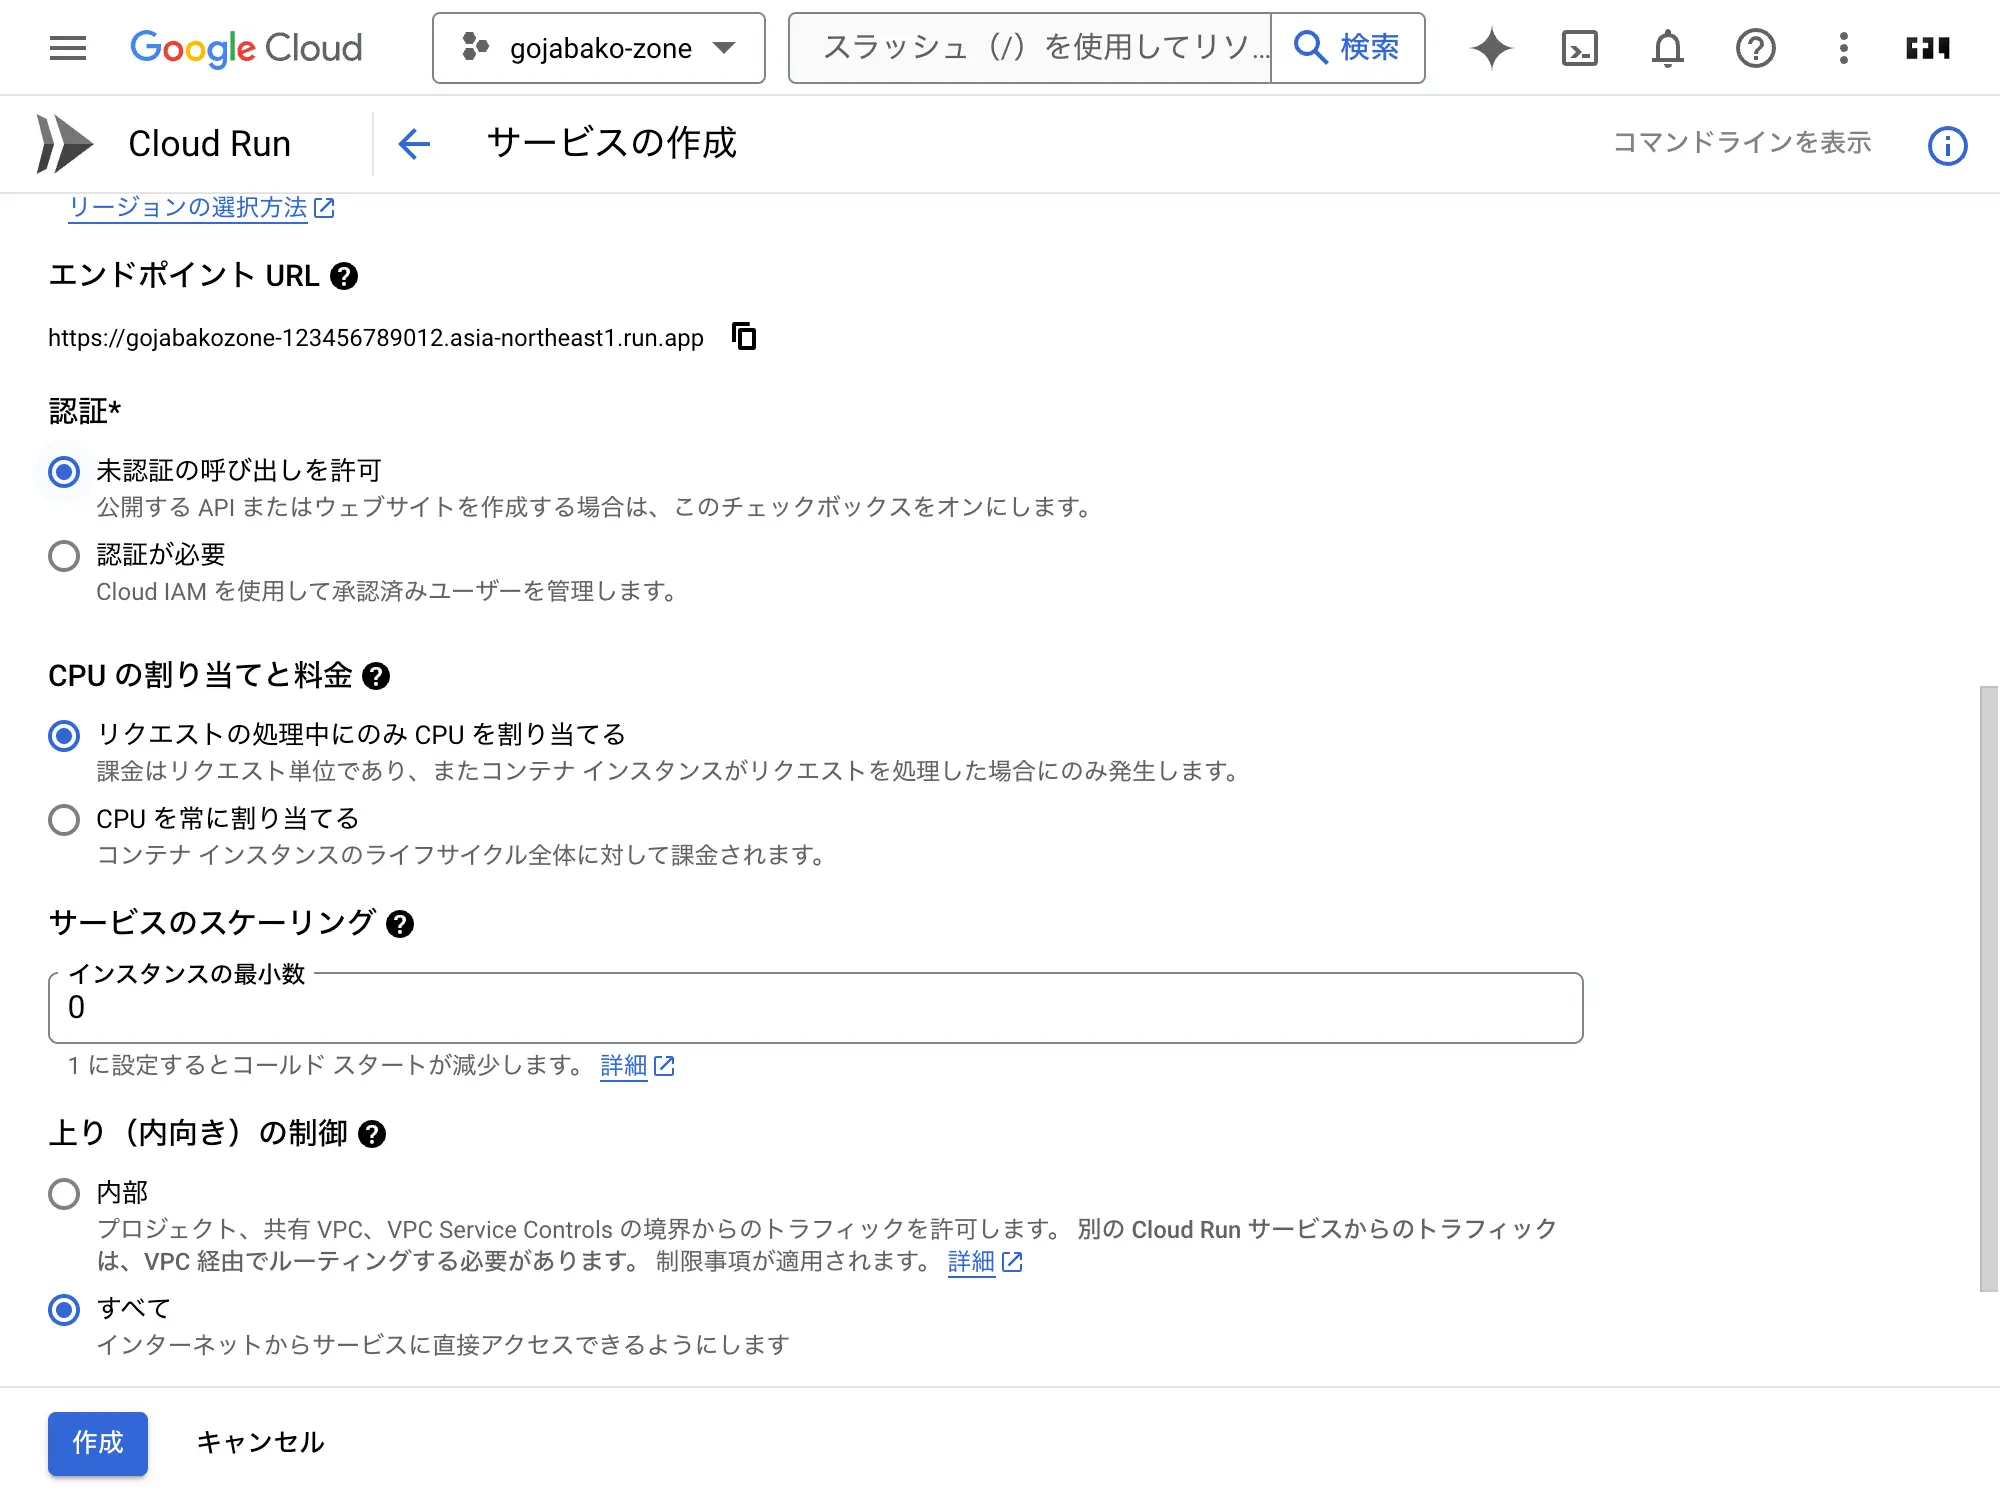 Google Cloud
gojabako-zone
スラッシュ（/）を使用してリソ...
検索
Cloud Run
サービスの作成
コマンドラインを表示
リージョンの選択方法
エンドポイント URL
https://gojabakozone-123456789012.asia-northeast1.run.app
認証*
未認証の呼び出しを許可
公開する API またはウェブサイトを作成する場合は、このチェックボックスをオンにします。
認証が必要
Cloud IAM を使用して承認済みユーザーを管理します。
CPU の割り当てと料金
リクエストの処理中にのみ CPU を割り当てる
課金はリクエスト単位であり、またコンテナ インスタンスがリクエストを処理した場合にのみ発生します。
CPU を常に割り当てる
コンテナ インスタンスのライフサイクル全体に対して課金されます。
サービスのスケーリング
インスタンスの最小数
0
1 に設定するとコールド スタートが減少します。 詳細
上り（内向き）の制御
内部
プロジェクト、共有 VPC、VPC Service Controls の境界からのトラフィックを許可します。 別の Cloud Run サービスからのトラフィック
は、VPC 経由でルーティングする必要があります。 制限事項が適用されます。 詳細
すべて
インターネットからサービスに直接アクセスできるようにします
作成
キャンセル